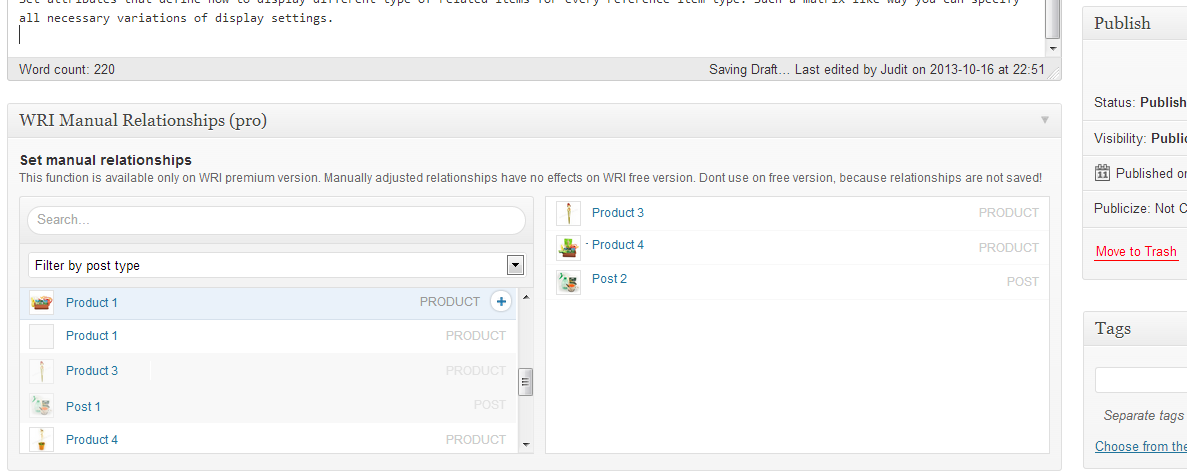 Set attributes that define how to display different type of related items for every reference item type. Such a matrix-like way you can specify
all necessary variations of display settings.
Word count: 220
Saving Draft... Last edited by Judit on 2013-10-16 at 22:51
WRI Manual Relationships (pro)
Set manual relationships
This function is available only on WRI premium version. Manually adjusted relationships have no effects on WRI free version. Dont use on free version, because relationships are not saved!
Search...
Filter by post type
Product 1 PRODUCT
Product 1 PRODUCT
Product 3 PRODUCT
Post 1 POST
Product 4 PRODUCT
Product 3 PRODUCT
Product 4 PRODUCT
Post 2 POST
Publish
Status: Publish
Visibility: Public
11 Published on
Publicize: Not C
Move to Trash
Tags
Separate tags
Choose from the